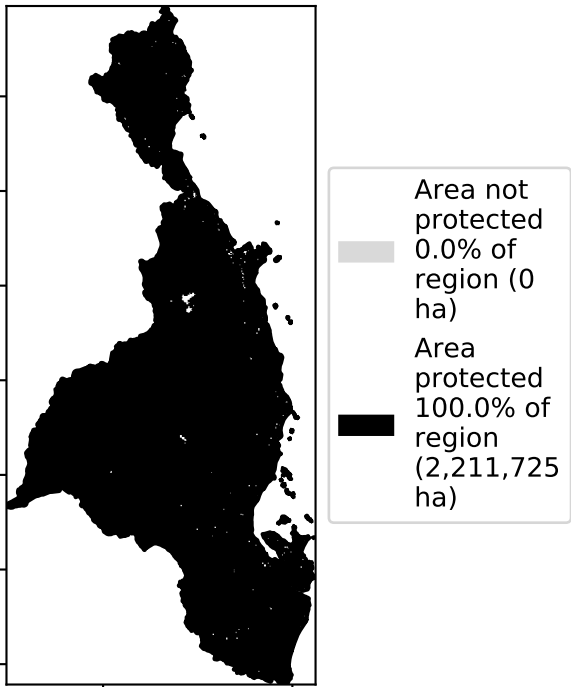 Area not
protected
0.0% of
region (0
ha)
Area
protected
100.0% of
region
(2,211,725
ha)